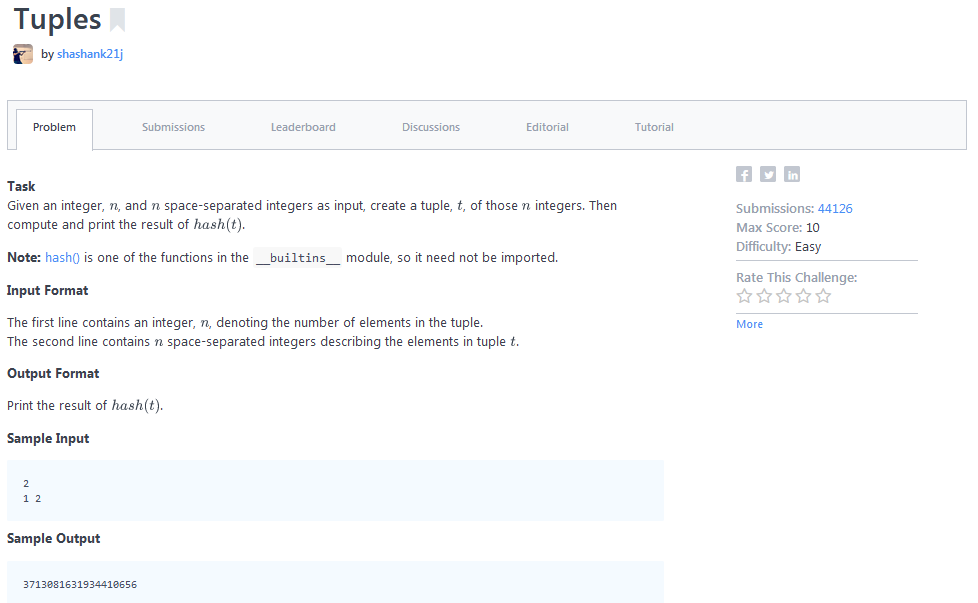 Tuples
by shashank21j
Problem Submissions Leaderboard Discussions Editorial Tutorial
Task
Given an integer, n, and n space-separated integers as input, create a tuple, t, of those n integers. Then
compute and print the result of hash(t).
Note: hash() is one of the functions in the __builtins__ module, so it need not be imported.
Input Format
The first line contains an integer, n, denoting the number of elements in the tuple.
The second line contains n space-separated integers describing the elements in tuple t.
Output Format
Print the result of hash(t).
Sample Input
2
1 2
Sample Output
3713081631934410656
f in
Submissions: 44126
Max Score: 10
Difficulty: Easy
Rate This Challenge:
More